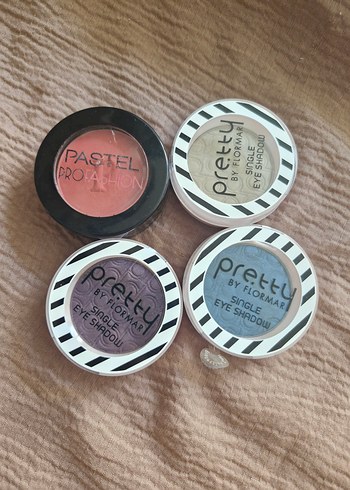 PASTEL
PROFASHION
pretty
BY FLORMAR
SINGLE
EYE SHADOW
pretty
BY FLORMAR
SINGLE
EYE SHADOW
pretty
BY FLORMAR
SINGLE
EYE SHADOW